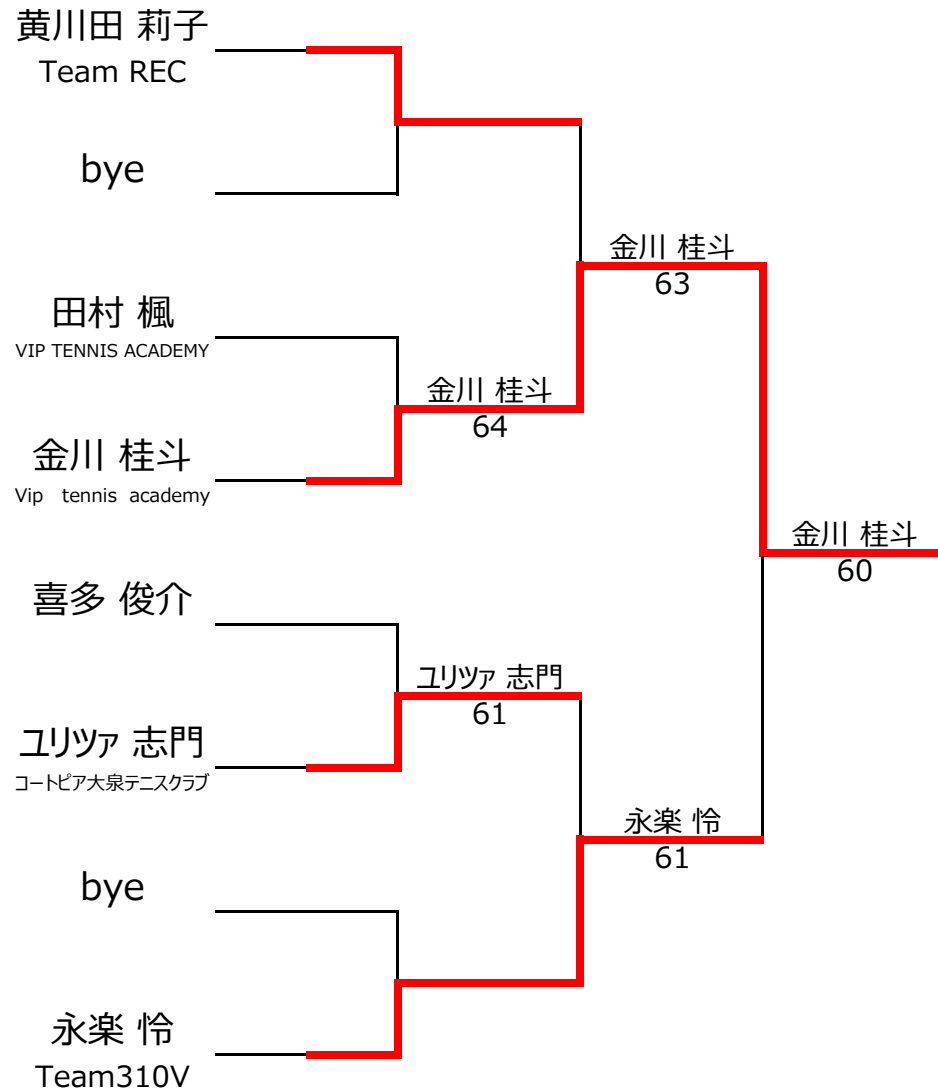 黄川田 莉子
Team REC
bye
田村 楓
VIP TENNIS ACADEMY
金川 桂斗
Vip tennis academy
喜多 俊介
ユリツァ 志門
コートピア大泉テニスクラブ
bye
永楽 怜
Team310V
金川 桂斗
64
ユリツァ 志門
61
金川 桂斗
63
永楽 怜
61
金川 桂斗
60